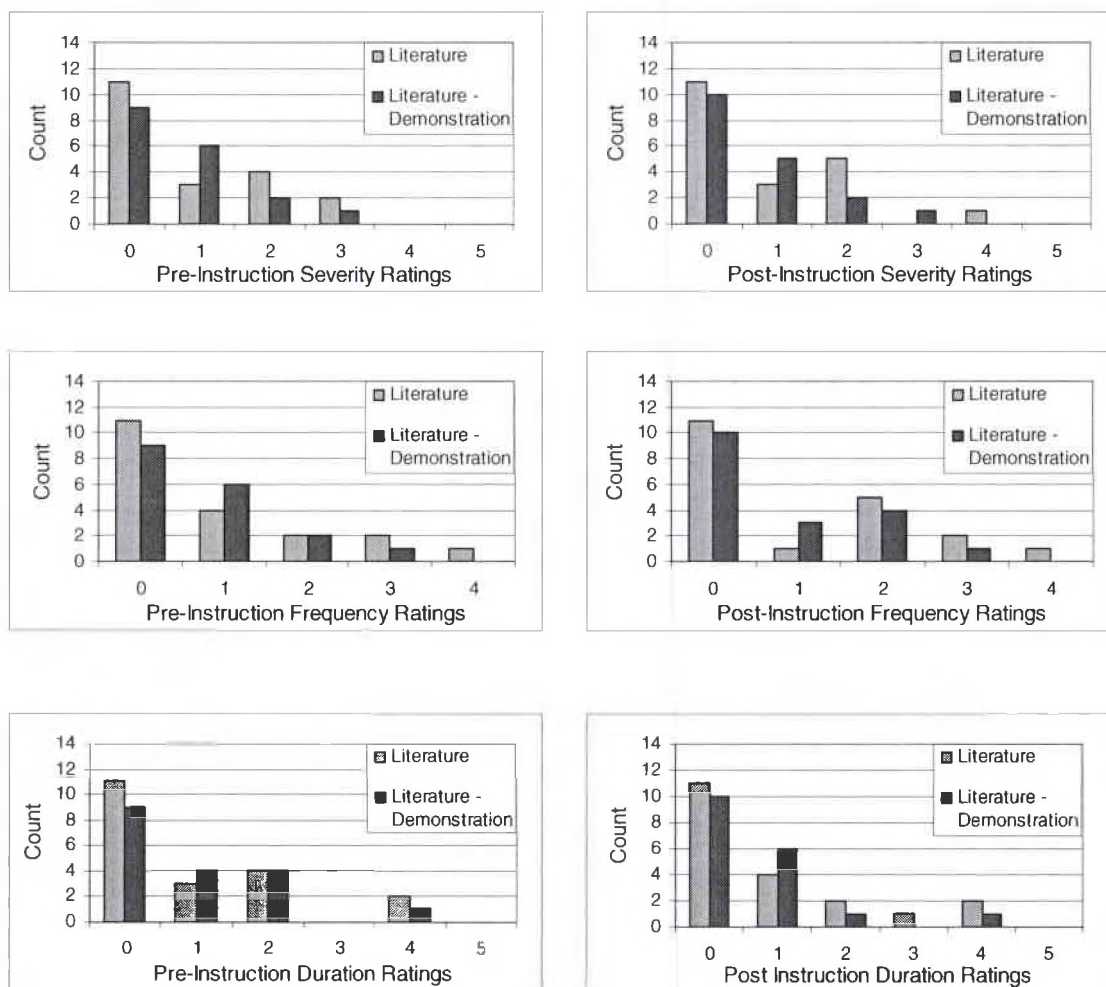 14
12
10
8
6
4
2
0
Count
Literature
Literature -
Demonstration
0 1 2 3 4 5
Pre-Instruction Severity Ratings
14
12
10
8
6
4
2
0
Count
Literature
Literature -
Demonstration
0 1 2 3 4 5
Post-Instruction Severity Ratings
14
12
10
8
6
4
2
0
Count
Literature
Literature -
Demonstration
0 1 2 3 4
Pre-Instruction Frequency Ratings
14
12
10
8
6
4
2
0
Count
Literature
Literature -
Demonstration
0 1 2 3 4
Post-Instruction Frequency Ratings
14
12
10
8
6
4
2
0
Count
Literature
Literature -
Demonstration
0 1 2 3 4 5
Pre-Instruction Duration Ratings
14
12
10
8
6
4
2
0
Count
Literature
Literature -
Demonstration
0 1 2 3 4 5
Post Instruction Duration Ratings